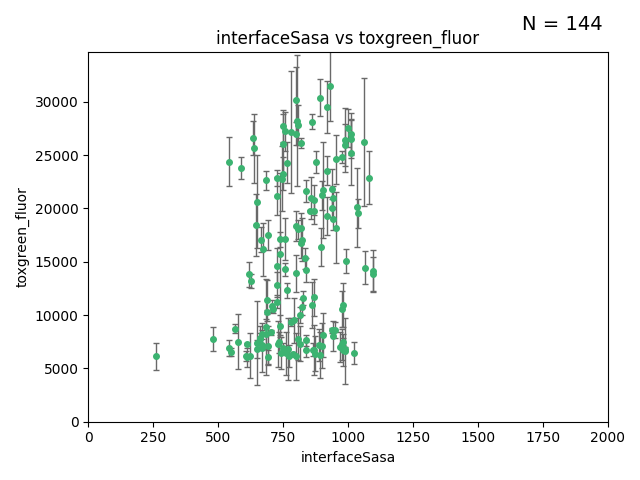 N = 144
interfaceSasa vs toxgreen_fluor
toxgreen_fluor
30000
25000
20000
15000
10000
5000
0
0 250 500 750 1000 1250 1500 1750 2000
interfaceSasa